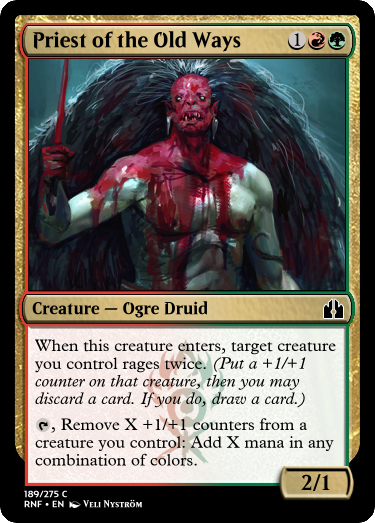 Priest of the Old Ways 1
Creature — Ogre Druid
When this creature enters, target creature
you control rages twice. (Put a +1/+1
counter on that creature, then you may
discard a card. If you do, draw a card.)
, Remove X +1/+1 counters from a
creature you control: Add X mana in any
combination of colors.
2/1
189/275 C
RNF • EN Veli Nyström